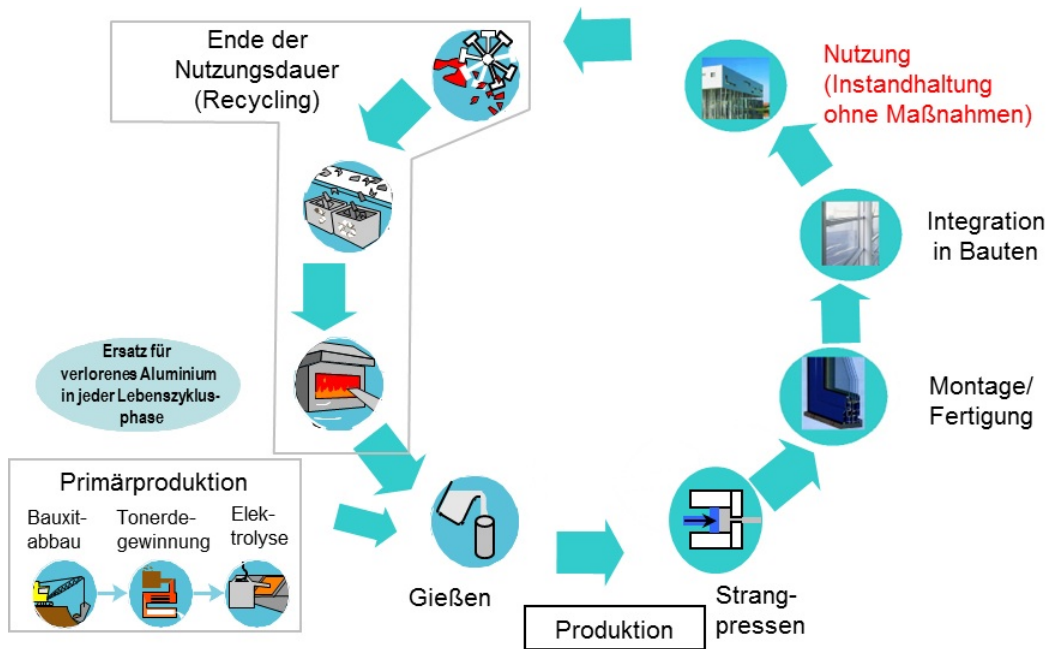 Ende der
Nutzungsdauer
(Recycling)
Nutzung
(Instandhaltung
ohne Maßnahmen)
Integration
in Bauten
Ersatz für
verlorenes Aluminium
in jeder Lebenszyklus-
phase
Montage/
Fertigung
Primärproduktion
Bauxit-
abbau
Tonerde-
gewinnung
Elek-
trolyse
Gießen
Strang-
pressen
Produktion